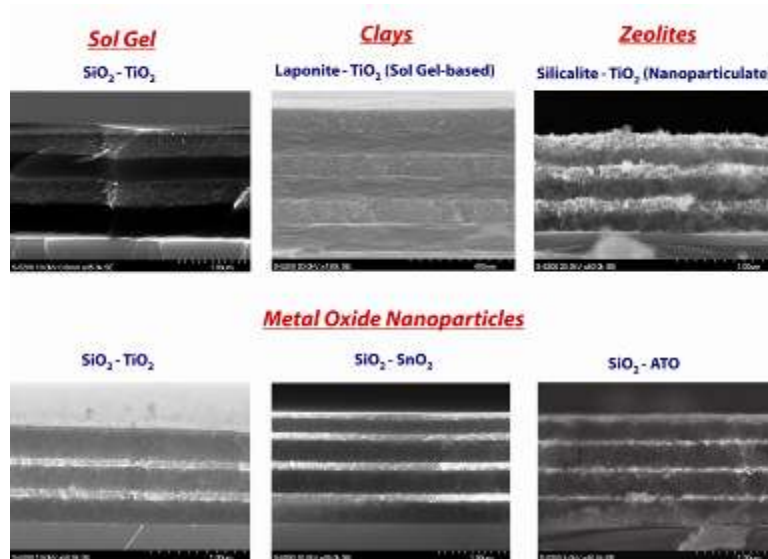 Sol Gel
Clays
Zeolites
SiO₂ - TiO₂
Laponite - TiO₂ (Sol Gel-based)
Silicalite - TiO₂ (Nanoparticulate)
Metal Oxide Nanoparticles
SiO₂ - TiO₂
SiO₂ - SnO₂
SiO₂ - ATO